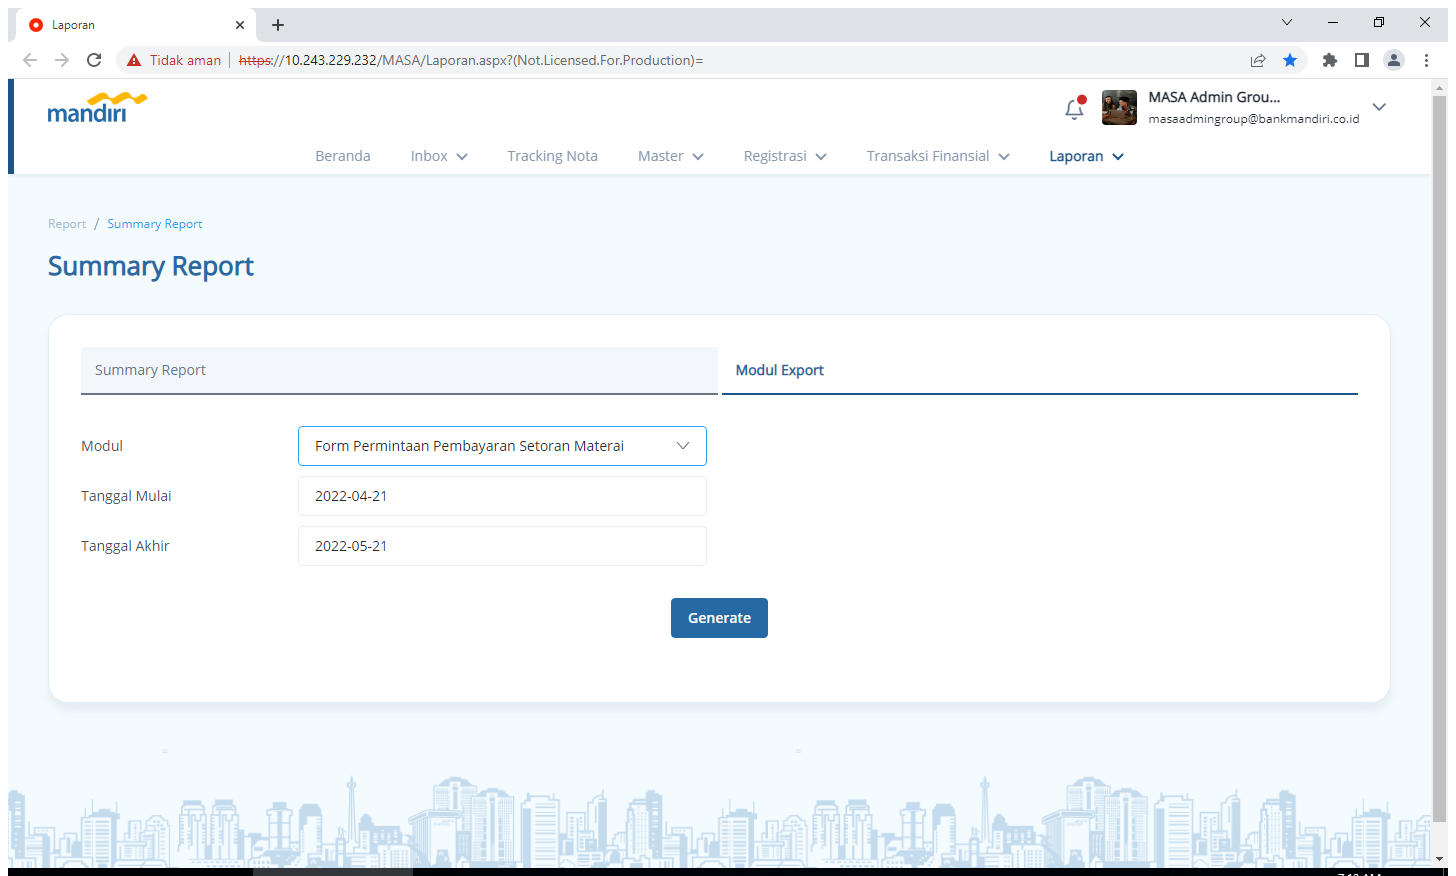 Laporan
Tidak aman https://10.243.229.232/MASA/Laporan.aspx?(Not.Licensed.For.Production)=
mandiri
MASA Admin Grou...
masaadmingroup@bankmandiri.co.id
Beranda Inbox Tracking Nota Master Registrasi Transaksi Finansial Laporan
Report / Summary Report
Summary Report
Summary Report Modul Export
Modul Form Permintaan Pembayaran Setoran Materai
Tanggal Mulai 2022-04-21
Tanggal Akhir 2022-05-21
Generate